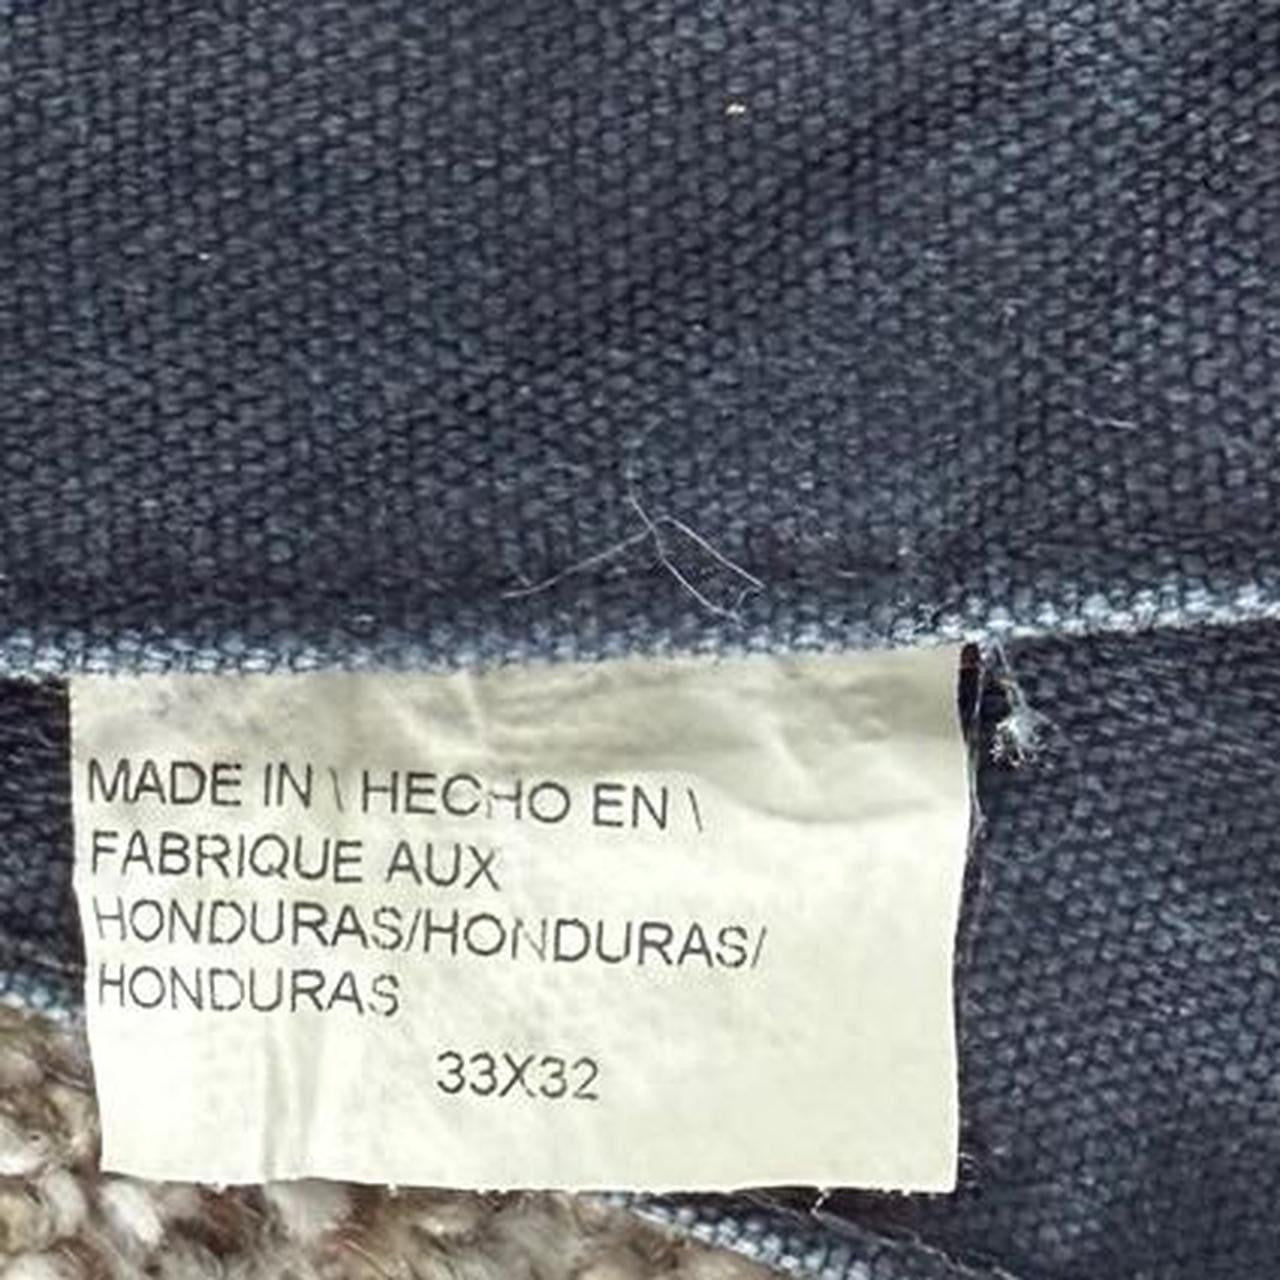 MADE IN \ HECHO EN \
FABRIQUE AUX
HONDURAS/HONDURAS/
HONDURAS
33X32